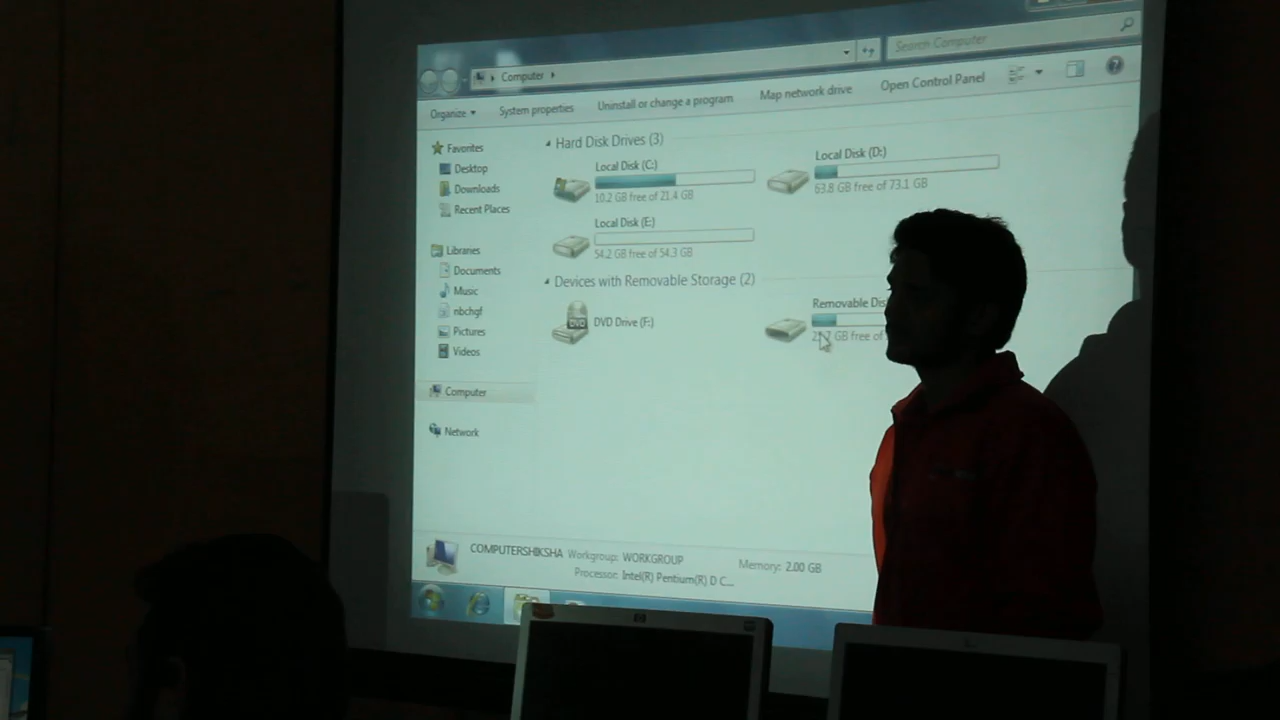 Computer
Search Computer
Organize
System properties
Uninstall or change a program
Map network drive
Open Control Panel
Favorites
Desktop
Downloads
Recent Places
Libraries
Documents
Music
nbchgf
Pictures
Videos
Computer
Network
Hard Disk Drives (3)
Local Disk (C:)
10.2 GB free of 21.4 GB
Local Disk (D:)
63.8 GB free of 73.1 GB
Local Disk (E:)
54.2 GB free of 54.3 GB
Devices with Removable Storage (2)
DVD
DVD Drive (F:)
Removable Dis
GB free of
COMPUTERSHIKSHA Workgroup: WORKGROUP
Memory: 2.00 GB
Processor: Intel(R) Pentium(R) D C...
hp